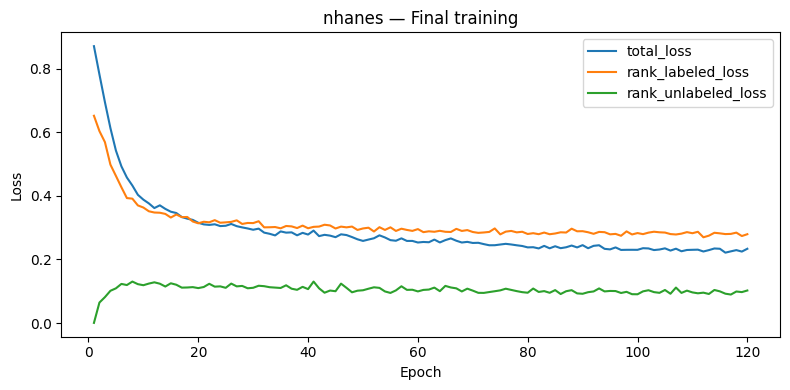 nhanes — Final training
total_loss
rank_labeled_loss
rank_unlabeled_loss
Loss
0.8
0.6
0.4
0.2
0.0
0 20 40 60 80 100 120
Epoch